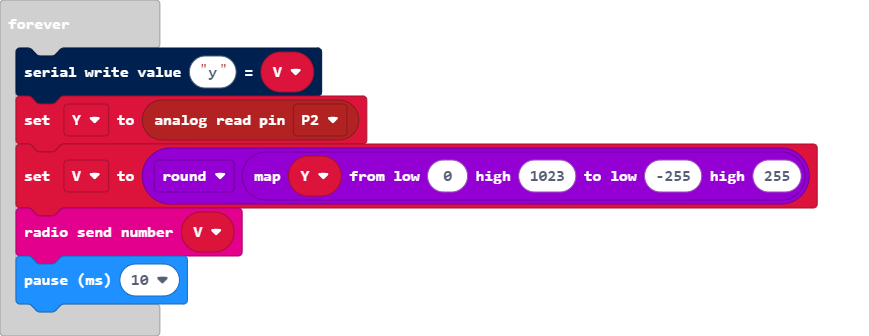 forever
serial write value "y" = V
set Y to analog read pin P2
set V to round map Y from low 0 high 1023 to low -255 high 255
radio send number V
pause (ms) 10